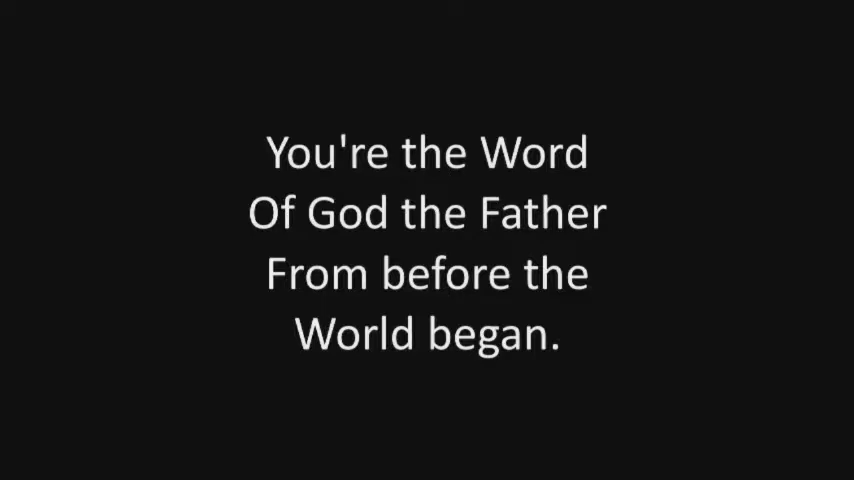 You're the Word
Of God the Father
From before the
World began.